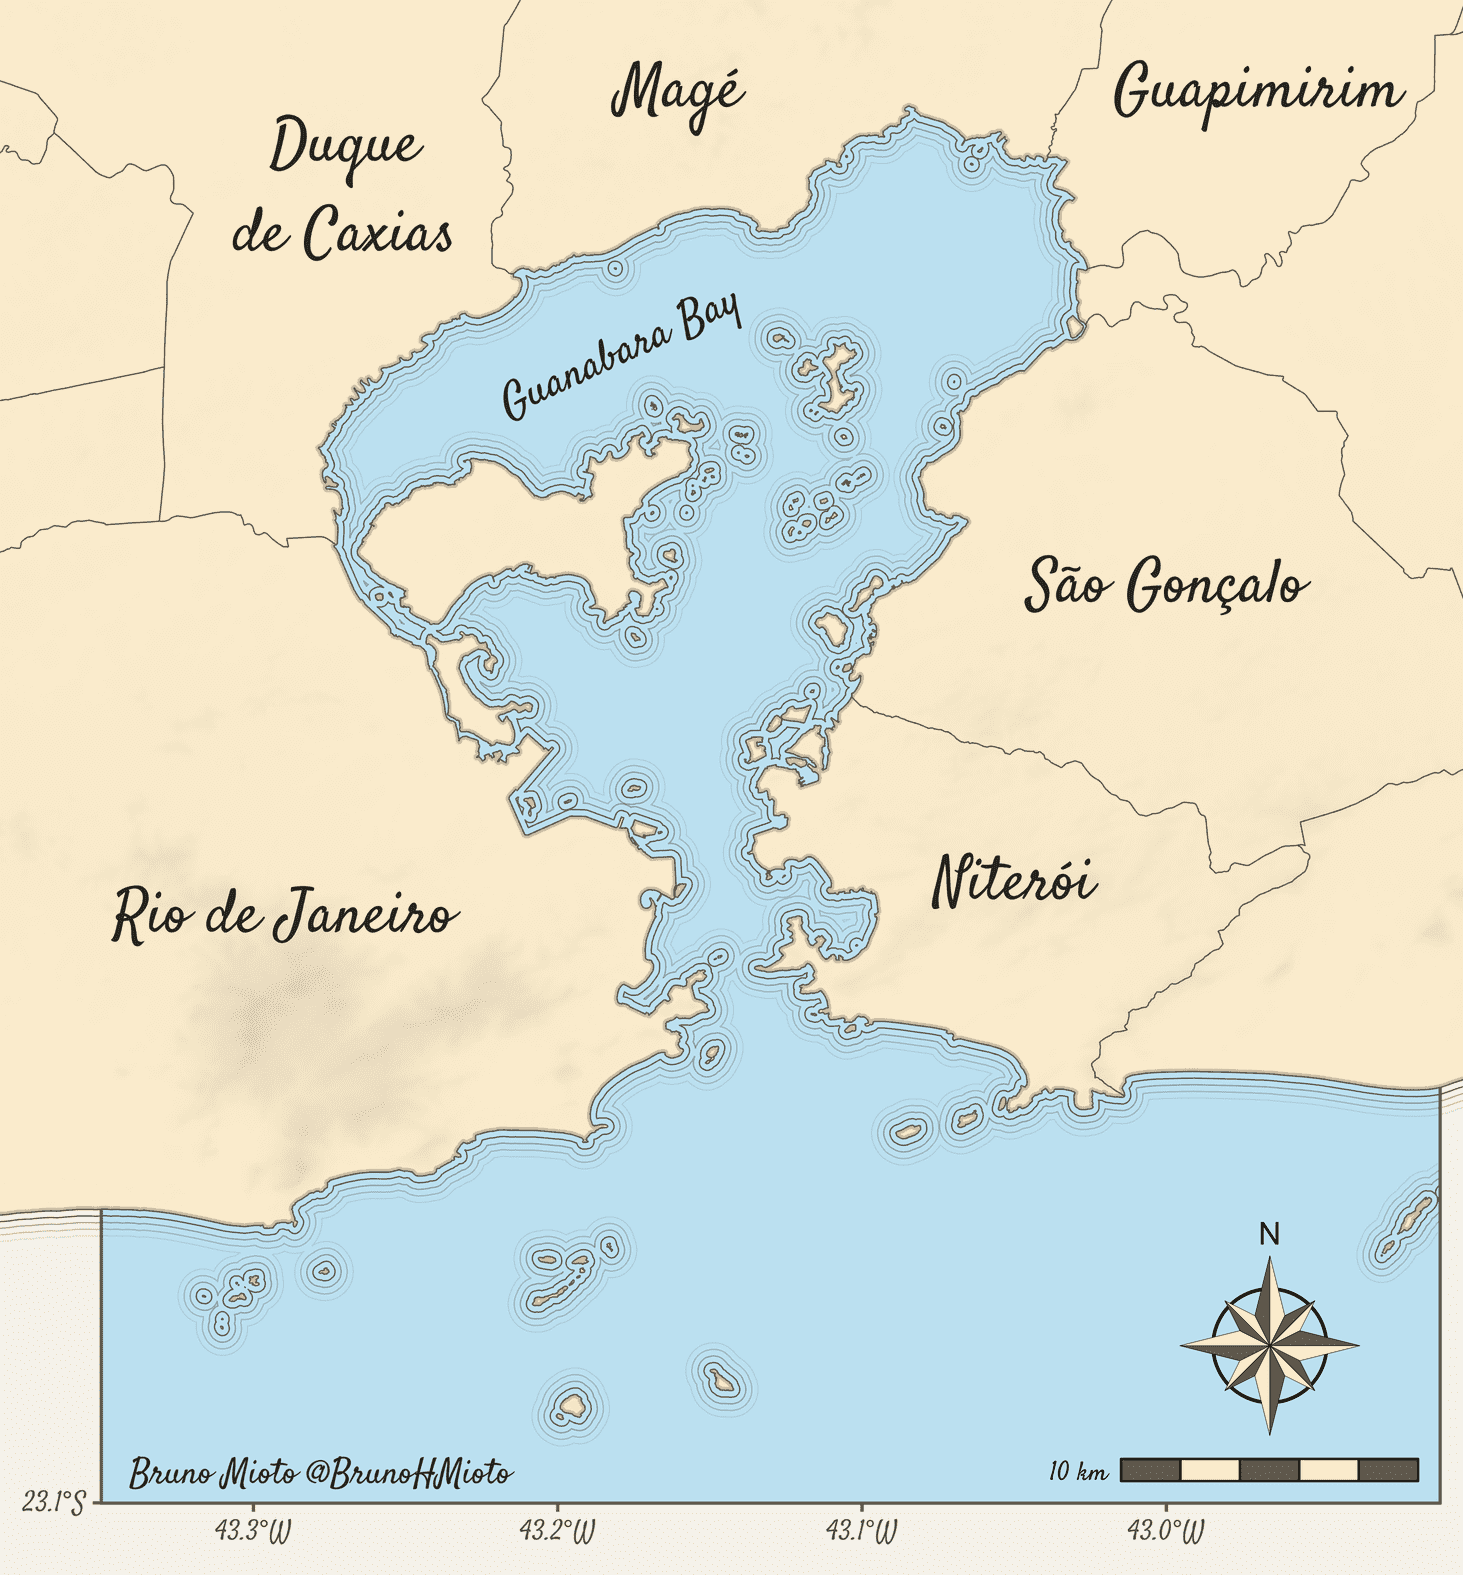 Magé
Guapimirim
Duque
de Caxias
Guanabara Bay
São Gonçalo
Niterói
Rio de Janeiro
N
10 km
Bruno Mioto @BrunoHMioto
23.1°S
43.3°W
43.2°W
43.1°W
43.0°W